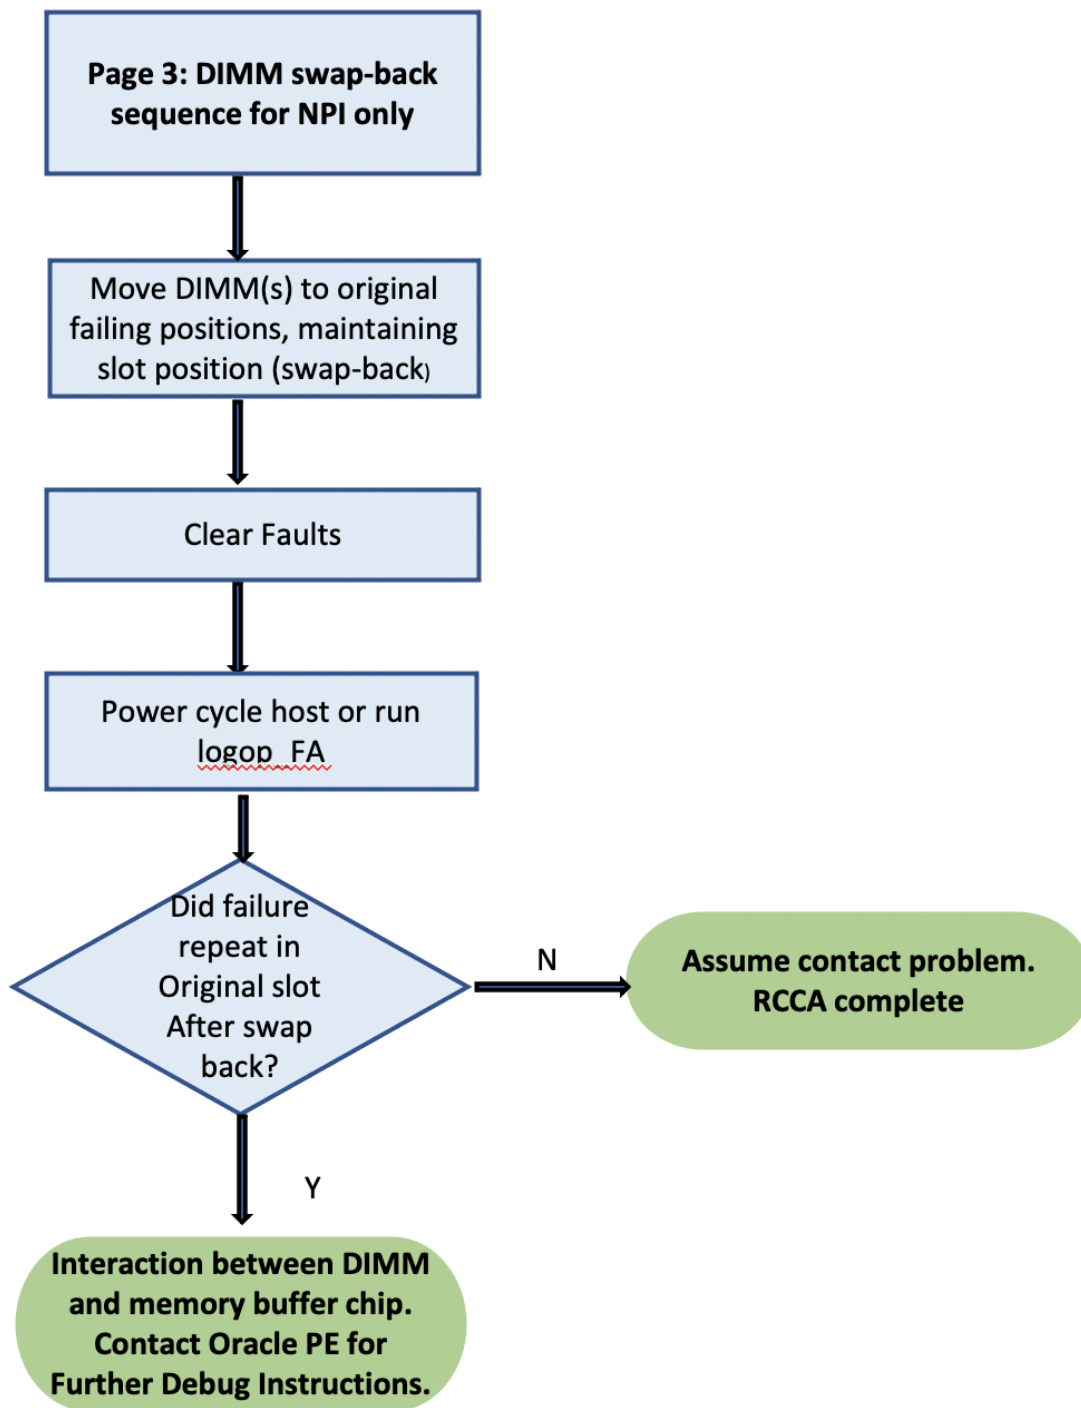 Page 3: DIMM swap-back
sequence for NPI only
Move DIMM(s) to original
failing positions, maintaining
slot position (swap-back)
Clear Faults
Power cycle host or run
logop_FA
Did failure
repeat in
Original slot
After swap
back?
N
Assume contact problem.
RCCA complete
Y
Interaction between DIMM
and memory buffer chip.
Contact Oracle PE for
Further Debug Instructions.